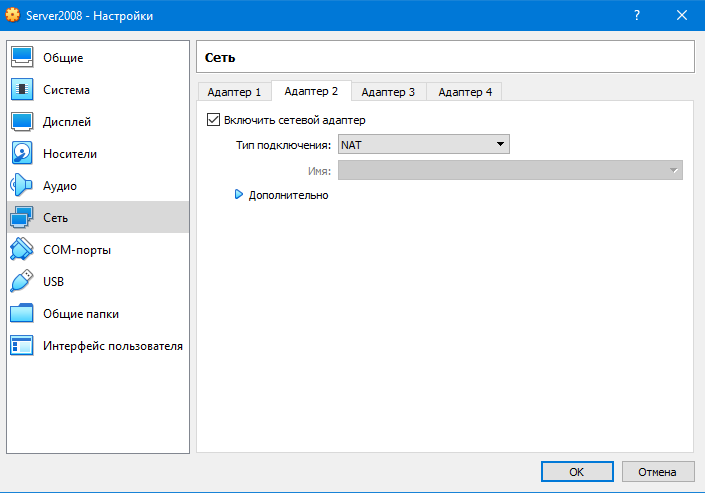 Server2008 - Настройки
?
Общие
Система
Дисплей
Носители
Аудио
Сеть
COM-порты
USB
Общие папки
Интерфейс пользователя
Сеть
Адаптер 1 Адаптер 2 Адаптер 3 Адаптер 4
Включить сетевой адаптер
Тип подключения: NAT
Имя:
Дополнительно
OK Отмена